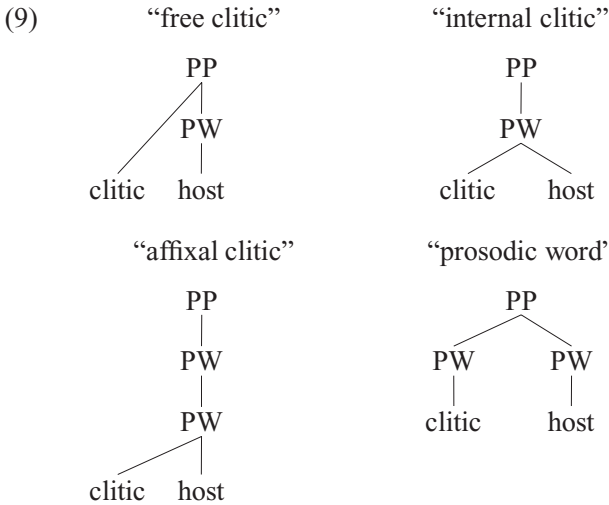 (9) “free clitic” “internal clitic”
PP PP
PW PW
clitic host clitic host
“affixal clitic” “prosodic word’
PP PP
PW PW PW
PW clitic host
clitic host